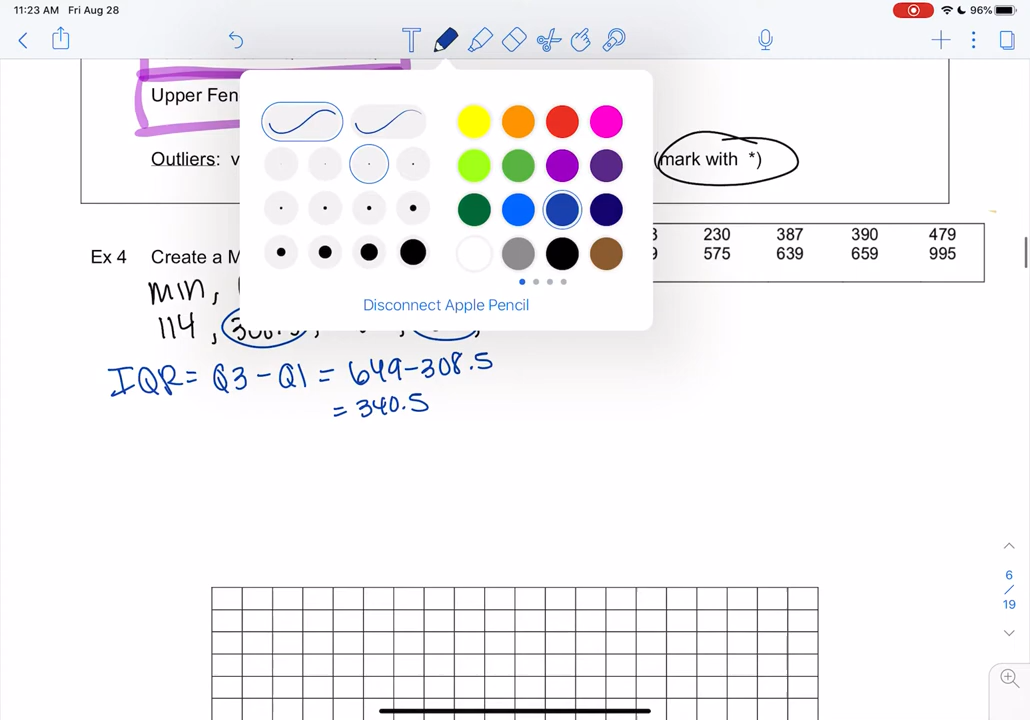 11:23 AM Fri Aug 28
96%
T
Upper Fen
Outliers: v
(mark with *)
Ex 4 Create a M
3 230 387 390 479
9 575 639 659 995
min,
114 ,
Disconnect Apple Pencil
IQR = Q3 - Q1 = 649 - 308.5
= 340.5
6
/
19